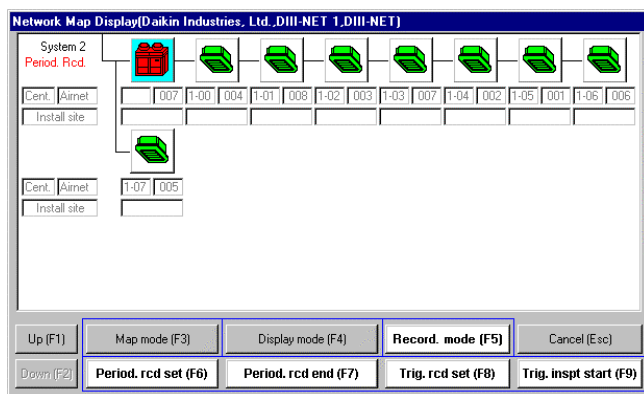 Network Map Display(Daikin Industries, Ltd.,DIII-NET 1,DIII-NET)
System 2
Period. Rcd.
Cent. Airnet 007 1-00 004 1-01 008 1-02 003 1-03 007 1-04 002 1-05 001 1-06 006
Install site
Cent. Airnet 1-07 005
Install site
Up (F1) Map mode (F3) Display mode (F4) Record. mode (F5) Cancel (Esc)
Down (F2) Period. rcd set (F6) Period. rcd end (F7) Trig. rcd set (F8) Trig. inspt start (F9)